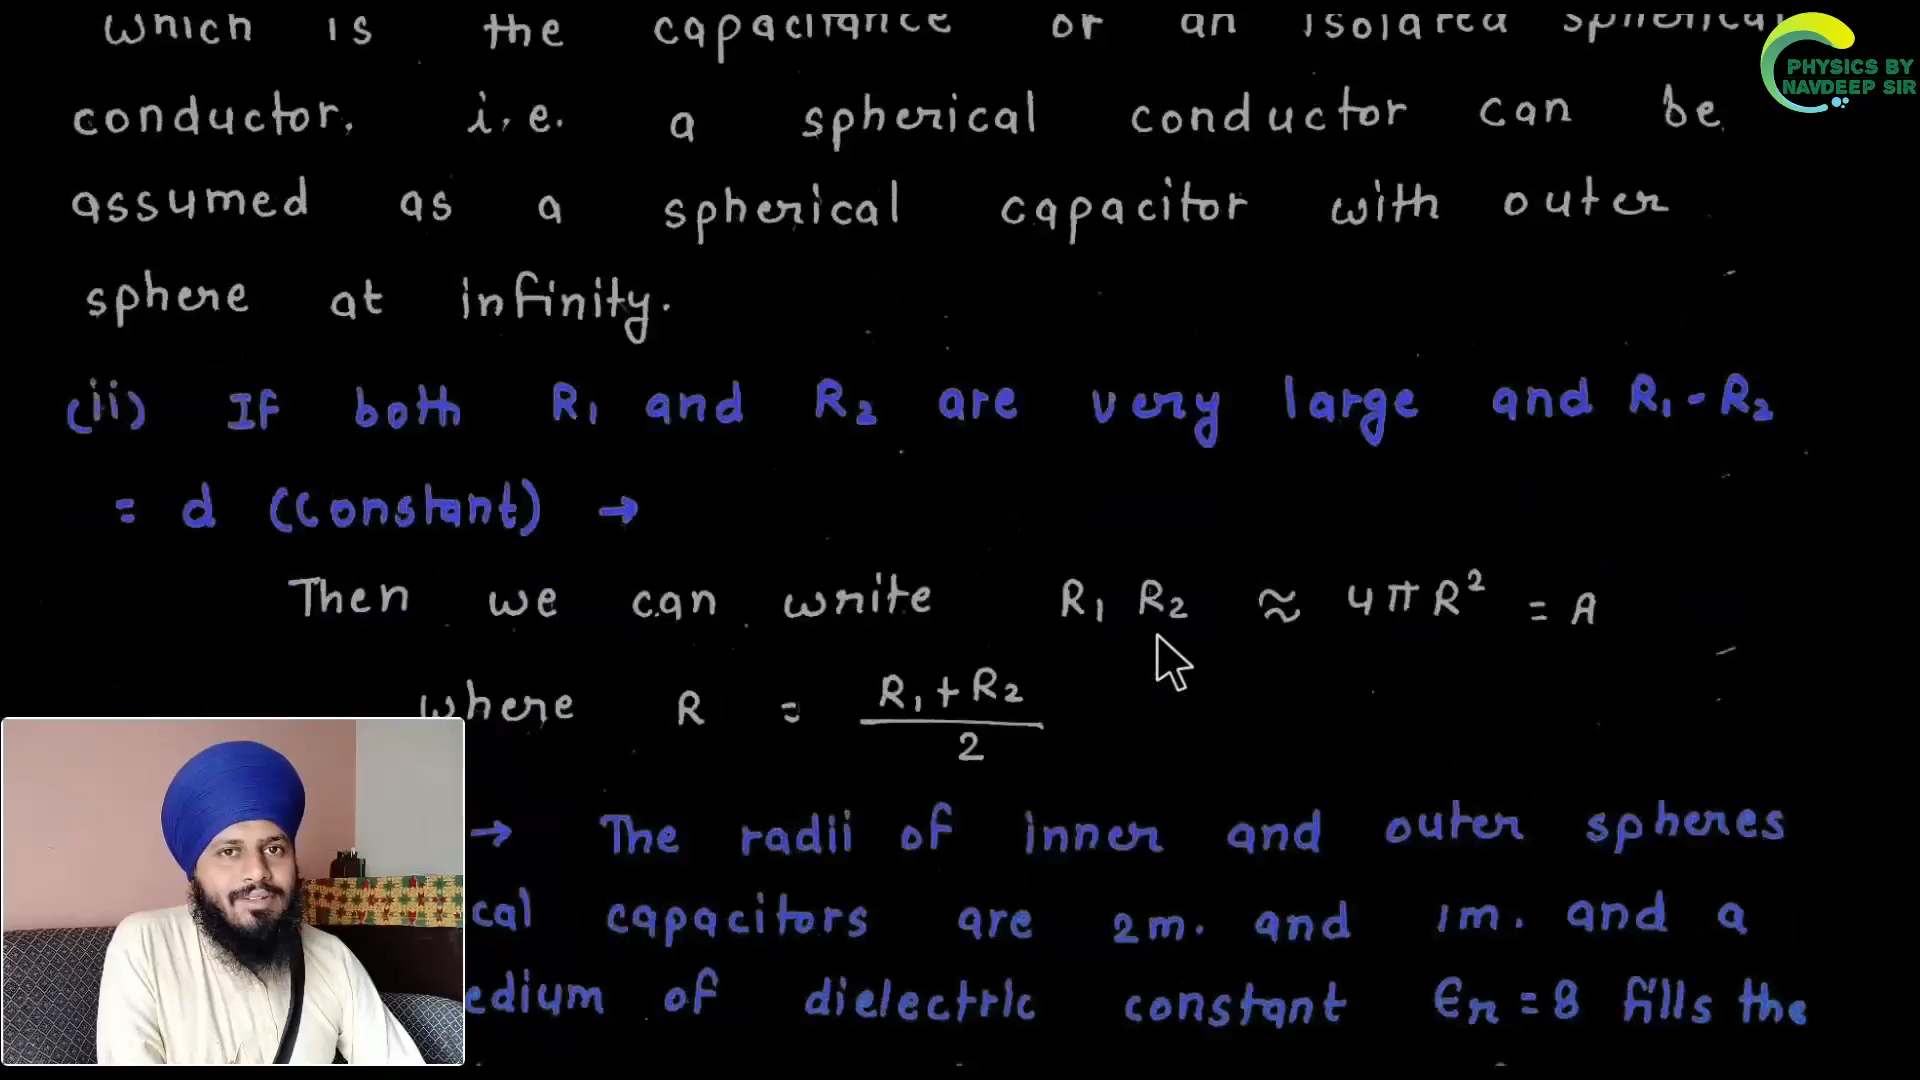 which is the capacitance of an isolated spherical
PHYSICS BY
NAVDEEP SIR
conductor. i.e. a spherical conductor can be
assumed as a spherical capacitor with outer
sphere at infinity.
(ii) If both R₁ and R₂ are very large and R₁ - R₂
= d (Constant) →
Then we can write R₁ R₂ ≈ 4πR² = A
where R = (R₁ + R₂)/2
→ The radii of inner and outer spheres
cal capacitors are 2m. and 1m. and a
edium of dielectric constant εr = 8 fills the